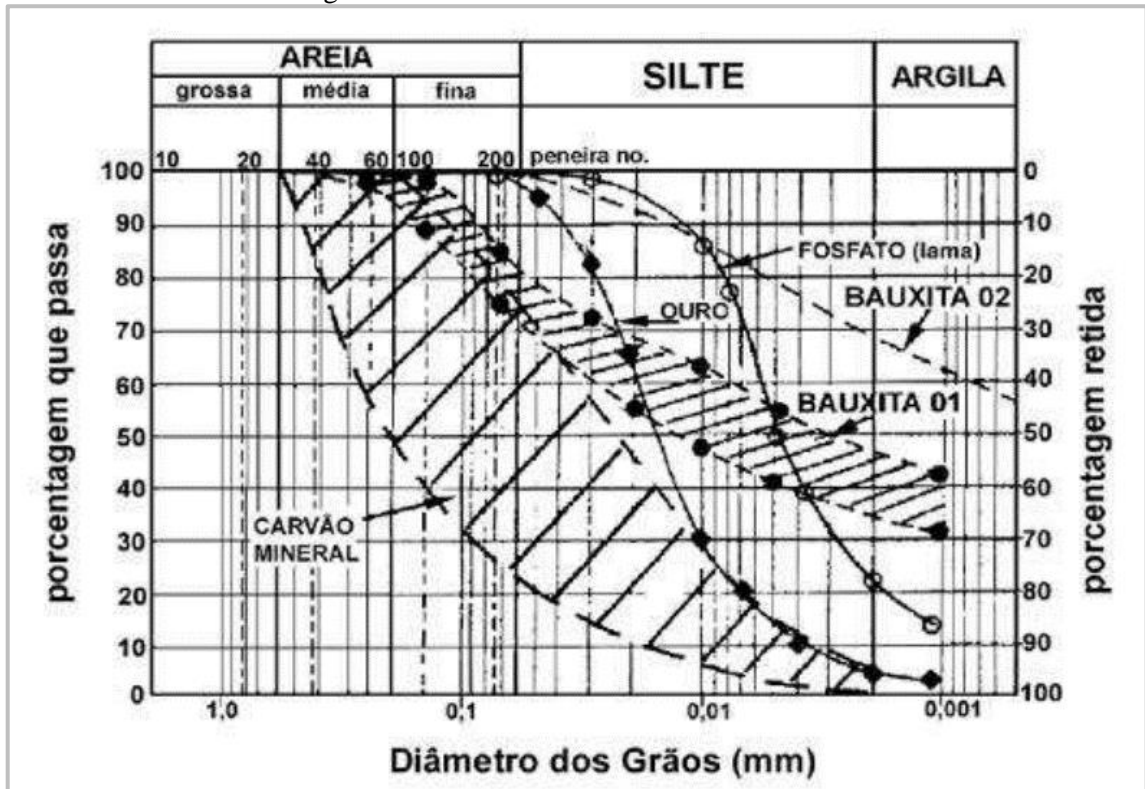 AREIA
SILTE
ARGILA
grossa média fina
10 20 40 60 100 200 peneira no.
100 0
90 10
80 20
70 30
60 40
50 50
40 60
30 70
20 80
10 90
0 100
porcentagem que passa
porcentagem retida
FOSFATO (lama)
BAUXITA 02
OURO
BAUXITA 01
CARVÃO
MINERAL
1,0 0,1 0,01 0,001
Diâmetro dos Grãos (mm)